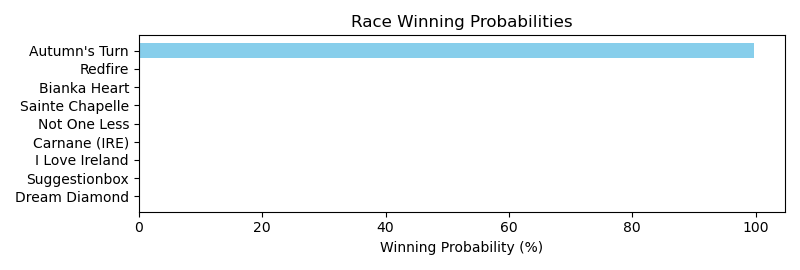 Race Winning Probabilities
Autumn's Turn
Redfire
Bianka Heart
Sainte Chapelle
Not One Less
Carnane (IRE)
I Love Ireland
Suggestionbox
Dream Diamond
0 20 40 60 80 100
Winning Probability (%)